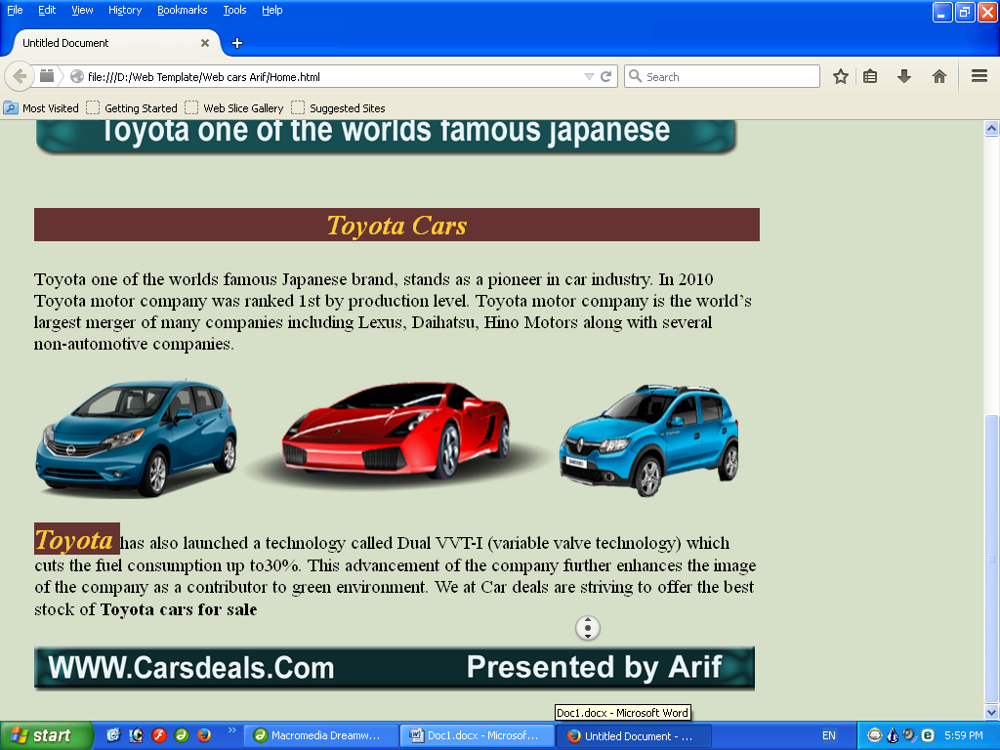 File Edit View History Bookmarks Tools Help
Untitled Document
file:///D:/Web Template/Web cars Arif/Home.html
Search
Most Visited Getting Started Web Slice Gallery Suggested Sites
Toyota one of the worlds famous Japanese
Toyota Cars
Toyota one of the worlds famous Japanese brand, stands as a pioneer in car industry. In 2010
Toyota motor company was ranked 1st by production level. Toyota motor company is the world's
largest merger of many companies including Lexus, Daihatsu, Hino Motors along with several
non-automotive companies.
Toyota has also launched a technology called Dual VVT-I (variable valve technology) which
cuts the fuel consumption up to30%. This advancement of the company further enhances the image
of the company as a contributor to green environment. We at Car deals are striving to offer the best
stock of Toyota cars for sale
WWW.Carsdeals.Com Presented by Arif
Doc1.docx - Microsoft Word
start
Macromedia Dreamw...
Doc1.docx - Microsof...
Untitled Document - ...
EN
5:59 PM